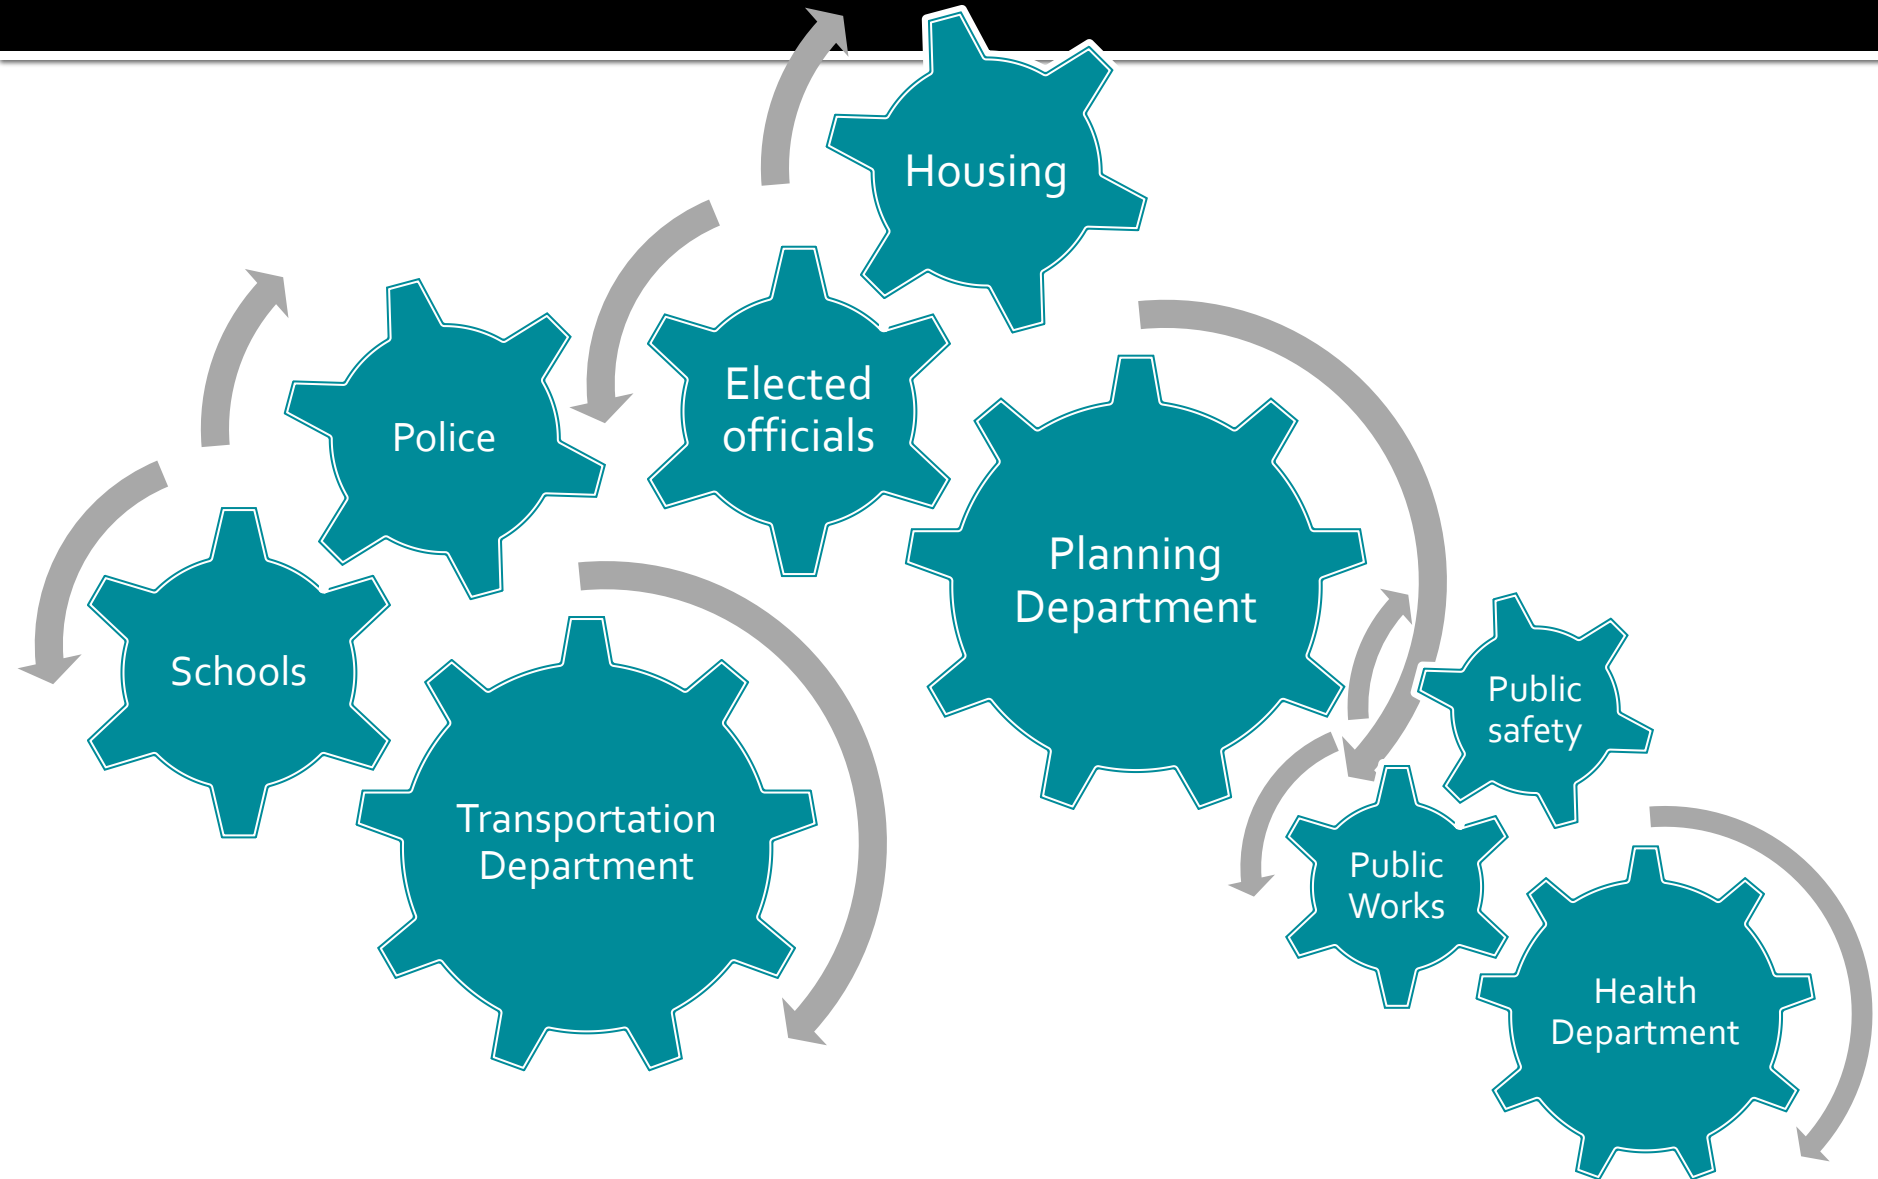 Housing
Elected
officials
Police
Planning
Department
Schools
Transportation
Department
Public
safety
Public
Works
Health
Department